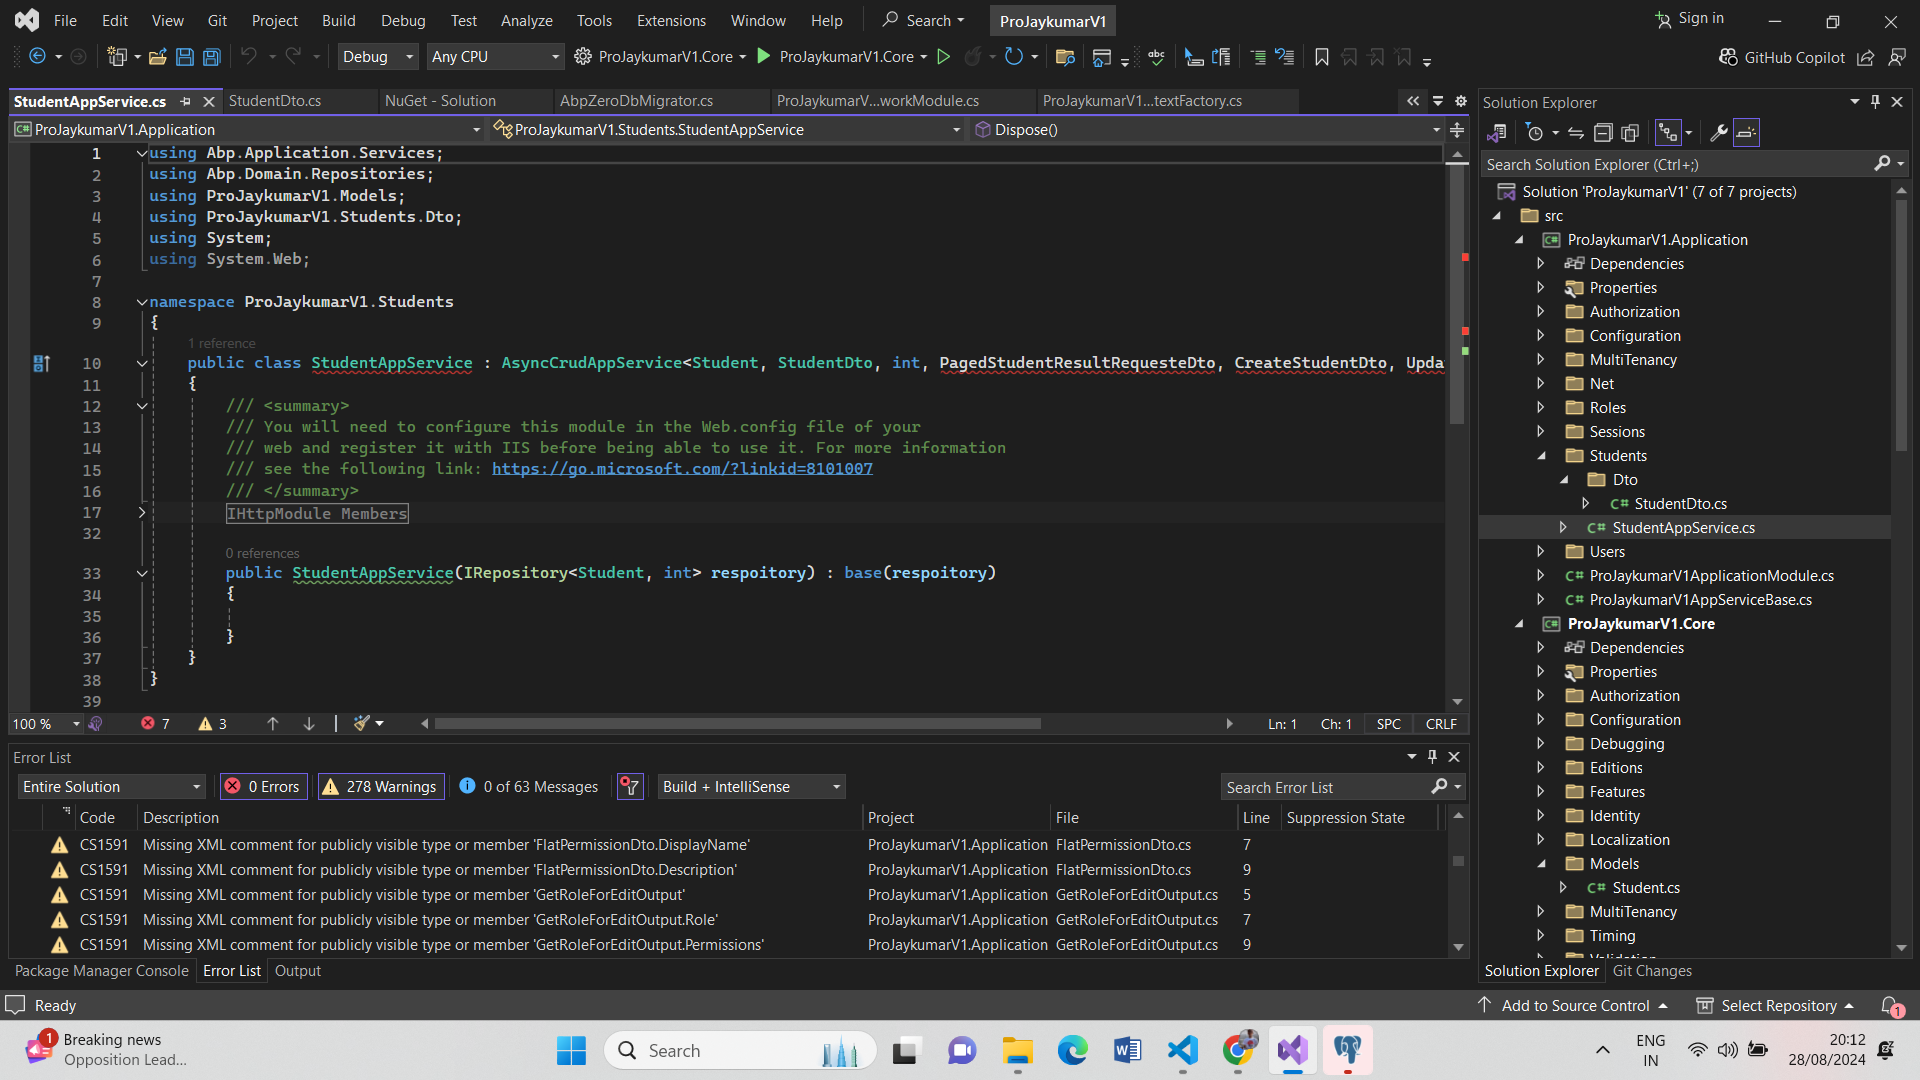 File Edit View Git Project Build Debug Test Analyze Tools Extensions Window Help Search ProJaykumarV1 Sign in
Debug Any CPU ProJaykumarV1.Core ProJaykumarV1.Core GitHub Copilot
StudentAppService.cs StudentDto.cs NuGet - Solution AbpZeroDbMigrator.cs ProJaykumarV...workModule.cs ProJaykumarV1...textFactory.cs
ProJaykumarV1.Application ProJaykumarV1.Students.StudentAppService Dispose()
1 using Abp.Application.Services;
2 using Abp.Domain.Repositories;
3 using ProJaykumarV1.Models;
4 using ProJaykumarV1.Students.Dto;
5 using System;
6 using System.Web;
7
8 namespace ProJaykumarV1.Students
9 {
1 reference
10 public class StudentAppService : AsyncCrudAppService<Student, StudentDto, int, PagedStudentResultRequesteDto, CreateStudentDto, Upda
11 {
12 /// <summary>
13 /// You will need to configure this module in the Web.config file of your
14 /// web and register it with IIS before being able to use it. For more information
15 /// see the following link: https://go.microsoft.com/?linkid=8101007
16 /// </summary>
17 IHttpModule Members
32
0 references
33 public StudentAppService(IRepository<Student, int> respoitory) : base(respoitory)
34 {
35
36 }
37 }
38 }
39
100 % 7 3 Ln: 1 Ch: 1 SPC CRLF
Error List
Entire Solution 0 Errors 278 Warnings 0 of 63 Messages Build + IntelliSense Search Error List
Code Description Project File Line Suppression State
CS1591 Missing XML comment for publicly visible type or member 'FlatPermissionDto.DisplayName' ProJaykumarV1.Application FlatPermissionDto.cs 7
CS1591 Missing XML comment for publicly visible type or member 'FlatPermissionDto.Description' ProJaykumarV1.Application FlatPermissionDto.cs 9
CS1591 Missing XML comment for publicly visible type or member 'GetRoleForEditOutput' ProJaykumarV1.Application GetRoleForEditOutput.cs 5
CS1591 Missing XML comment for publicly visible type or member 'GetRoleForEditOutput.Role' ProJaykumarV1.Application GetRoleForEditOutput.cs 7
CS1591 Missing XML comment for publicly visible type or member 'GetRoleForEditOutput.Permissions' ProJaykumarV1.Application GetRoleForEditOutput.cs 9
Package Manager Console Error List Output
Solution Explorer
Search Solution Explorer (Ctrl+;)
Solution 'ProJaykumarV1' (7 of 7 projects)
src
ProJaykumarV1.Application
Dependencies
Properties
Authorization
Configuration
MultiTenancy
Net
Roles
Sessions
Students
Dto
C# StudentDto.cs
C# StudentAppService.cs
Users
C# ProJaykumarV1ApplicationModule.cs
C# ProJaykumarV1AppServiceBase.cs
ProJaykumarV1.Core
Dependencies
Properties
Authorization
Configuration
Debugging
Editions
Features
Identity
Localization
Models
C# Student.cs
MultiTenancy
Timing
Solution Explorer Git Changes
Ready Add to Source Control Select Repository 1
1 Breaking news
Opposition Lead...
Search
ENG
IN
20:12
28/08/2024